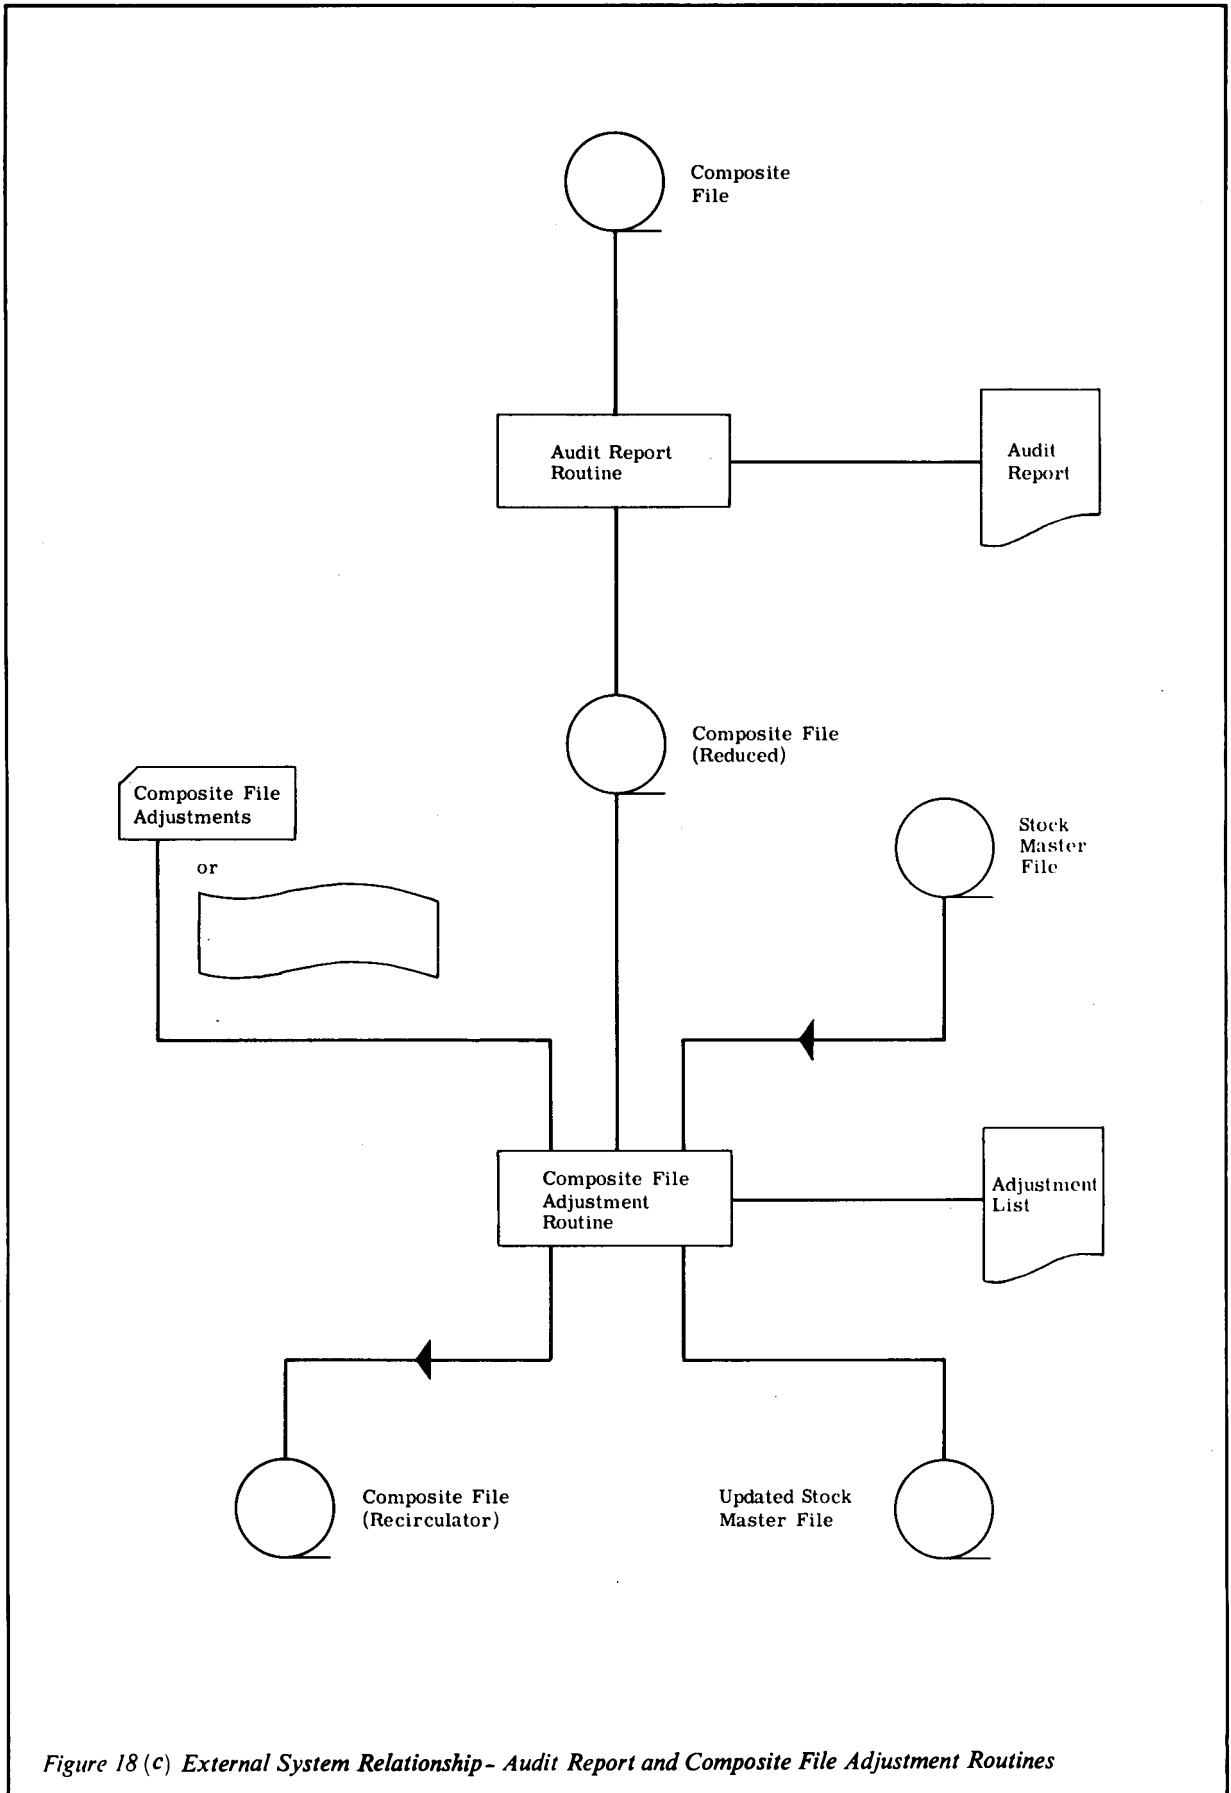 Composite
File
Audit Report
Routine
Audit
Report
Composite File
(Reduced)
Composite File
Adjustments
or
Stock
Master
File
Composite File
Adjustment
Routine
Adjustment
List
Composite File
(Recirculator)
Updated Stock
Master File
Figure 18 (c) External System Relationship - Audit Report and Composite File Adjustment Routines